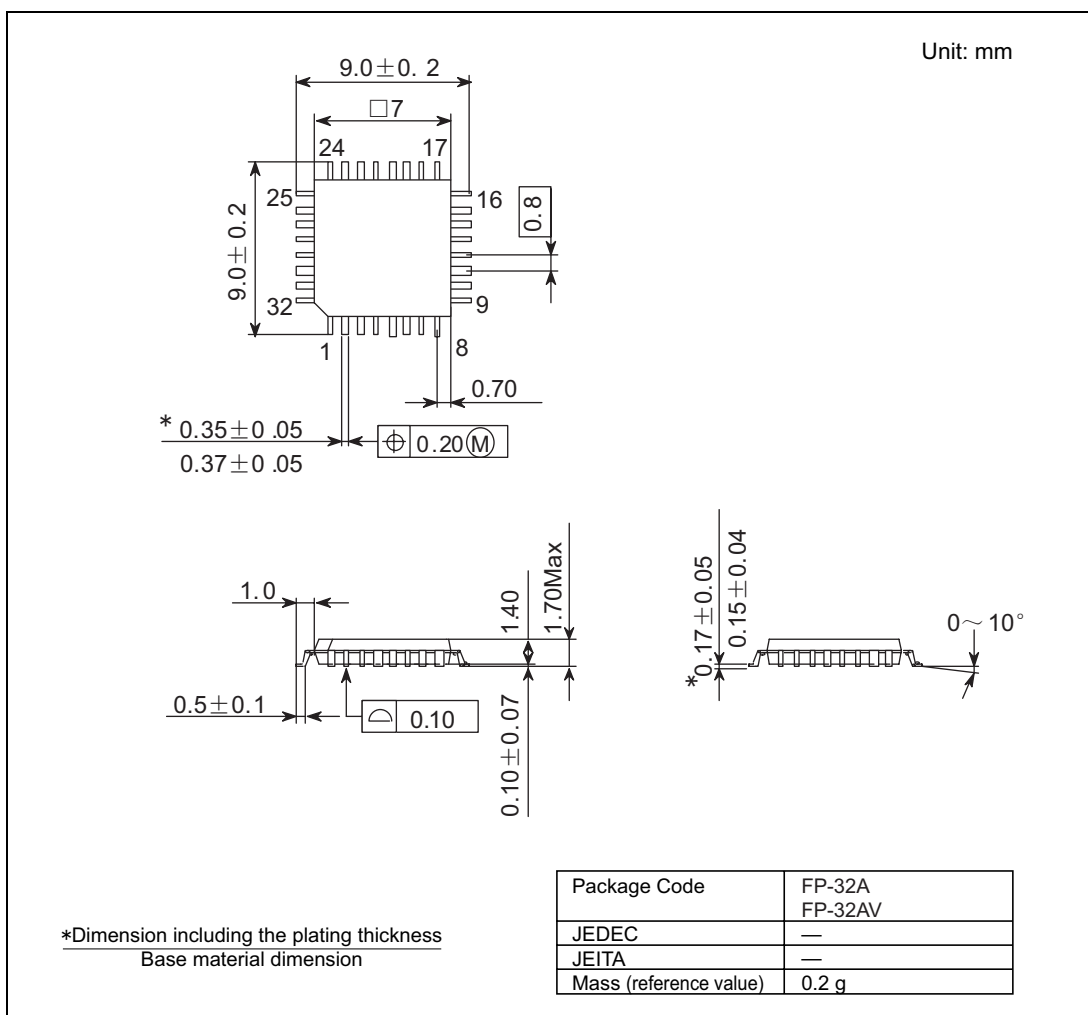 Unit: mm
9.0±0. 2
□7
24
17
25
16
9.0±0. 2
0.8
32
9
1
8
0.70
* 0.35±0 .05
0.37±0 .05
⌖ 0.20Ⓜ
1.0
1.40
1.70Max
0.5±0.1
⌓ 0.10
0.10±0.07
*0.17±0.05
0.15±0.04
0~10°
*Dimension including the plating thickness
Base material dimension
Package Code FP-32A
FP-32AV
JEDEC —
JEITA —
Mass (reference value) 0.2 g